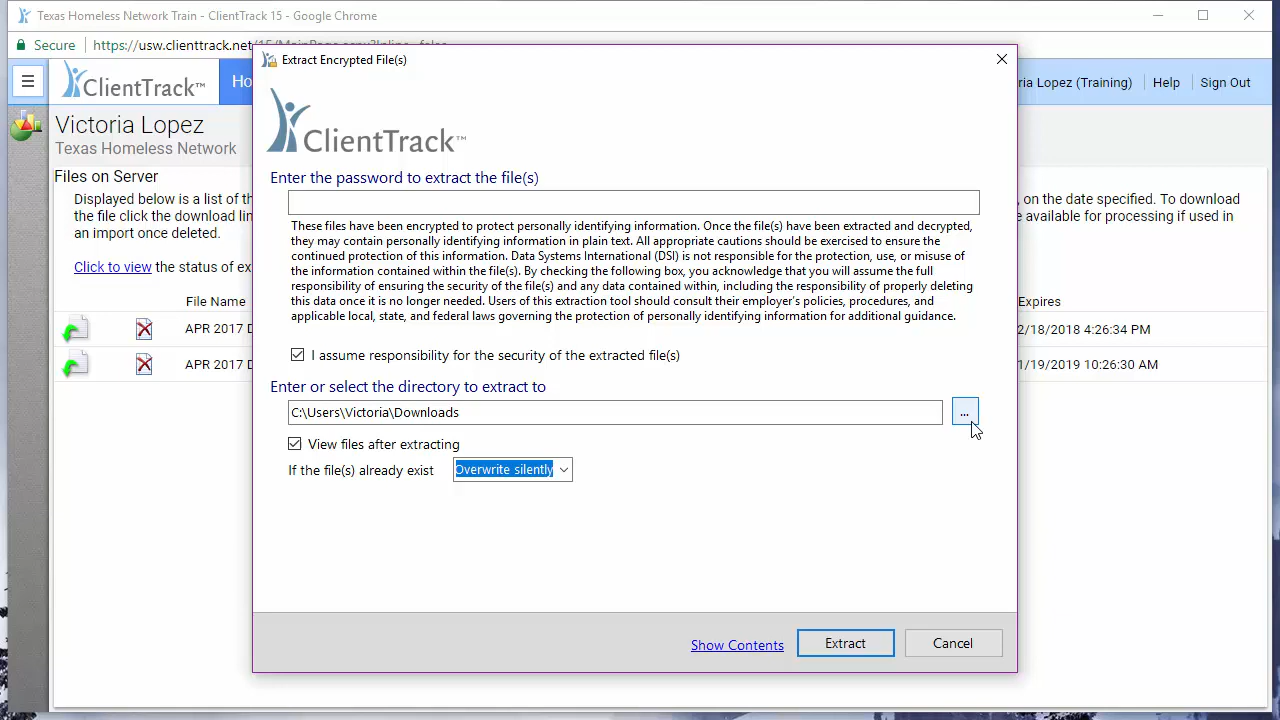 Texas Homeless Network Train - ClientTrack 15 - Google Chrome
Secure https://usw.clienttrack.net
Extract Encrypted File(s)
ClientTrack™ Ho ria Lopez (Training) Help Sign Out
Victoria Lopez
Texas Homeless Network
Files on Server
Displayed below is a list of th , on the date specified. To download
the file click the download lin e available for processing if used in
an import once deleted.
Click to view the status of ex
File Name Expires
APR 2017 D 2/18/2018 4:26:34 PM
APR 2017 D 1/19/2019 10:26:30 AM
ClientTrack™
Enter the password to extract the file(s)
These files have been encrypted to protect personally identifying information. Once the file(s) have been extracted and decrypted,
they may contain personally identifying information in plain text. All appropriate cautions should be exercised to ensure the
continued protection of this information. Data Systems International (DSI) is not responsible for the protection, use, or misuse of
the information contained within the file(s). By checking the following box, you acknowledge that you will assume the full
responsibility of ensuring the security of the file(s) and any data contained within, including the responsibility of properly deleting
this data once it is no longer needed. Users of this extraction tool should consult their employer's policies, procedures, and
applicable local, state, and federal laws governing the protection of personally identifying information for additional guidance.
I assume responsibility for the security of the extracted file(s)
Enter or select the directory to extract to
C:\Users\Victoria\Downloads ...
View files after extracting
If the file(s) already exist Overwrite silently
Show Contents Extract Cancel